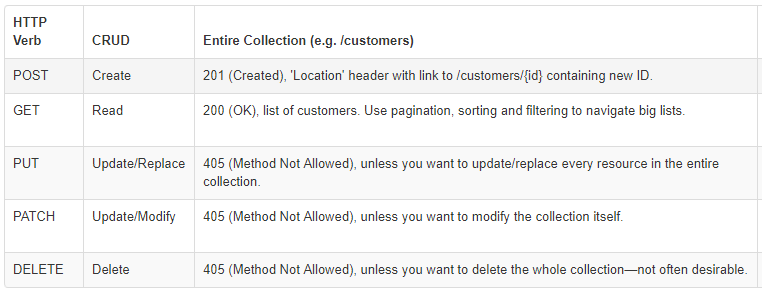 HTTP
Verb CRUD Entire Collection (e.g. /customers)
POST Create 201 (Created), 'Location' header with link to /customers/{id} containing new ID.
GET Read 200 (OK), list of customers. Use pagination, sorting and filtering to navigate big lists.
PUT Update/Replace 405 (Method Not Allowed), unless you want to update/replace every resource in the entire
collection.
PATCH Update/Modify 405 (Method Not Allowed), unless you want to modify the collection itself.
DELETE Delete 405 (Method Not Allowed), unless you want to delete the whole collection—not often desirable.